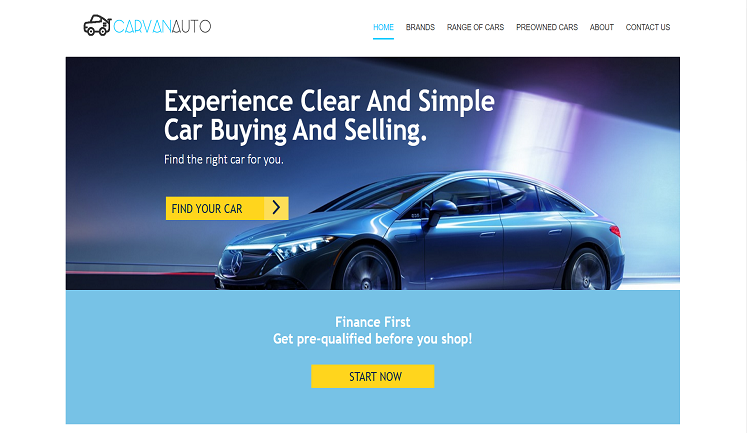 CARVANAUTO
HOME BRANDS RANGE OF CARS PREOWNED CARS ABOUT CONTACT US
Experience Clear And Simple
Car Buying And Selling.
Find the right car for you.
FIND YOUR CAR
Finance First
Get pre-qualified before you shop!
START NOW